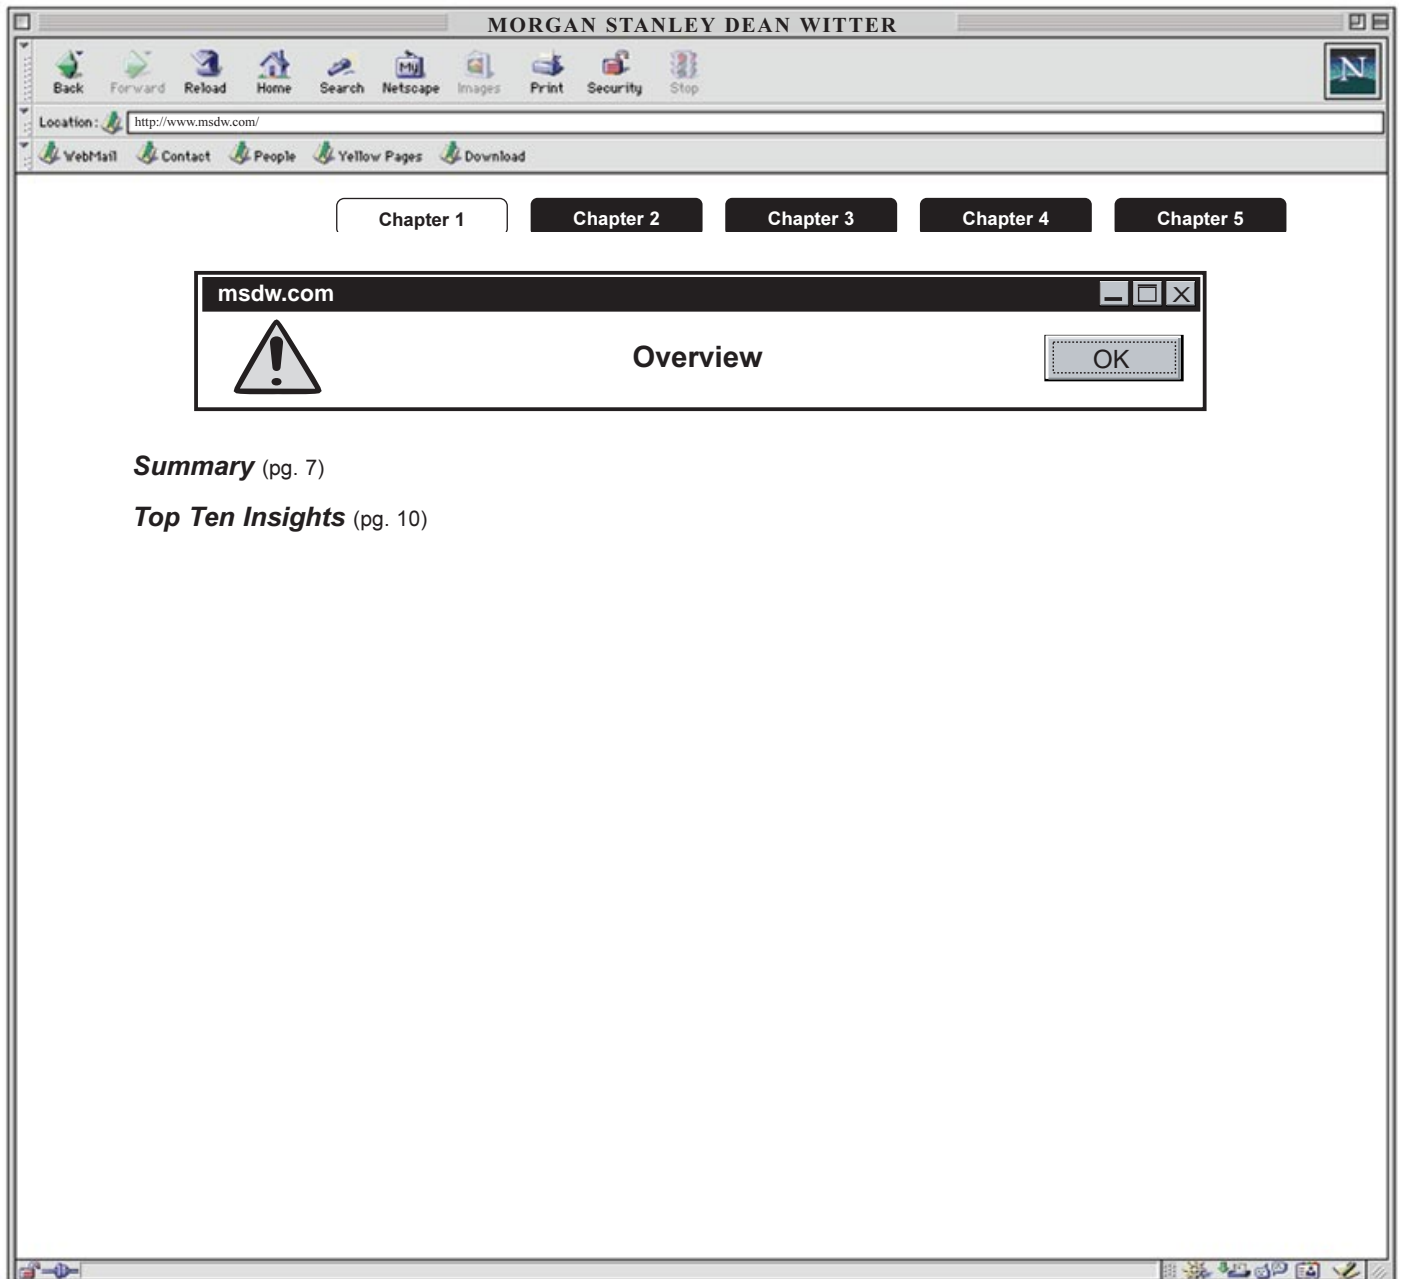 MORGAN STANLEY DEAN WITTER
Back Forward Reload Home Search Netscape Images Print Security Stop
My
N
Location: http://www.msdw.com/
WebMail Contact People Yellow Pages Download
Chapter 1 Chapter 2 Chapter 3 Chapter 4 Chapter 5
msdw.com
Overview
OK
Summary (pg. 7)
Top Ten Insights (pg. 10)